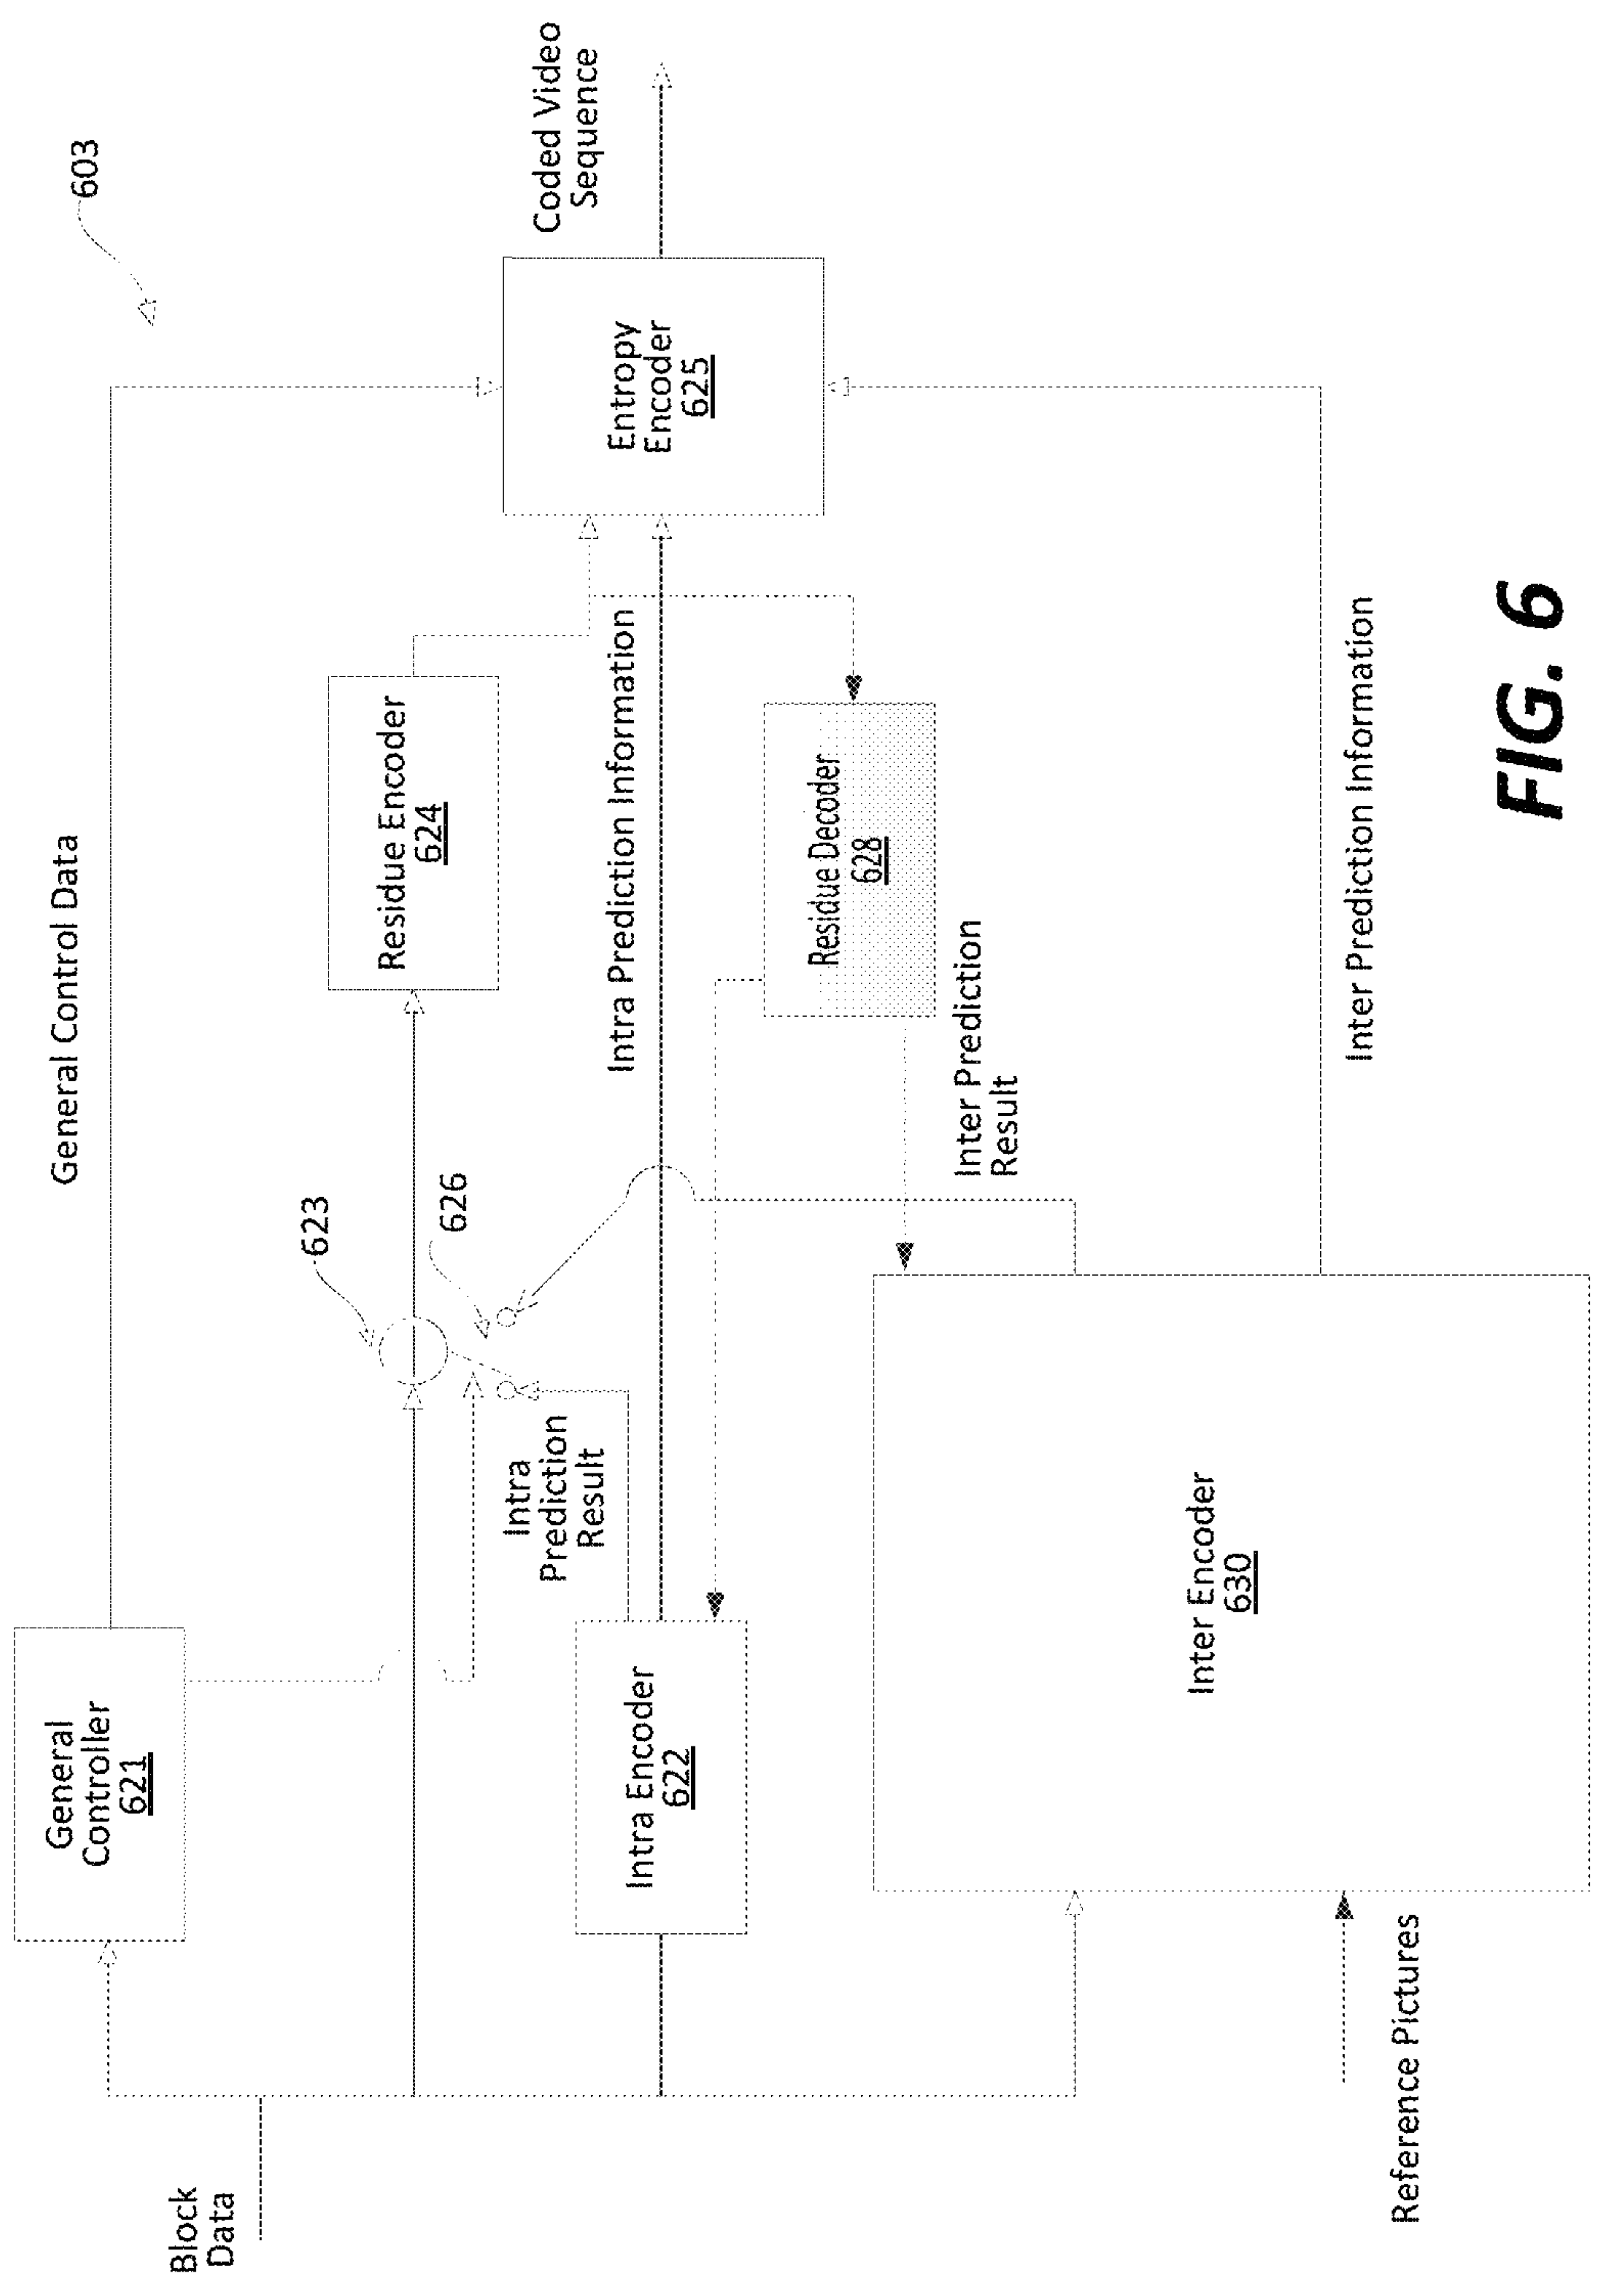 603
General Control Data
General
Controller
621
Block
Data
623
626
Residue Encoder
624
Coded Video
Sequence
Entropy
Encoder
625
Intra
Prediction
Result
Intra Prediction Information
Intra Encoder
622
Residue Decoder
628
Inter Prediction
Result
Inter Encoder
630
Inter Prediction Information
Reference Pictures
FIG. 6